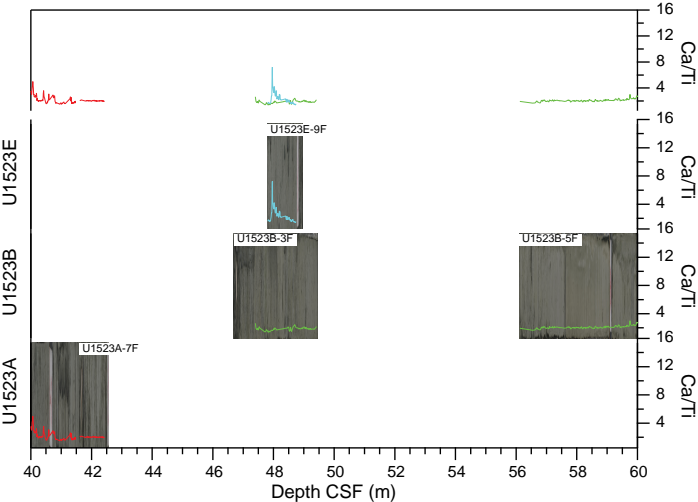 16
12
8
4
Ca/Ti
U1523E
U1523E-9F
16
12
8
4
Ca/Ti
U1523B
U1523B-3F
U1523B-5F
16
12
8
4
Ca/Ti
U1523A
U1523A-7F
16
12
8
4
Ca/Ti
40 42 44 46 48 50 52 54 56 58 60
Depth CSF (m)